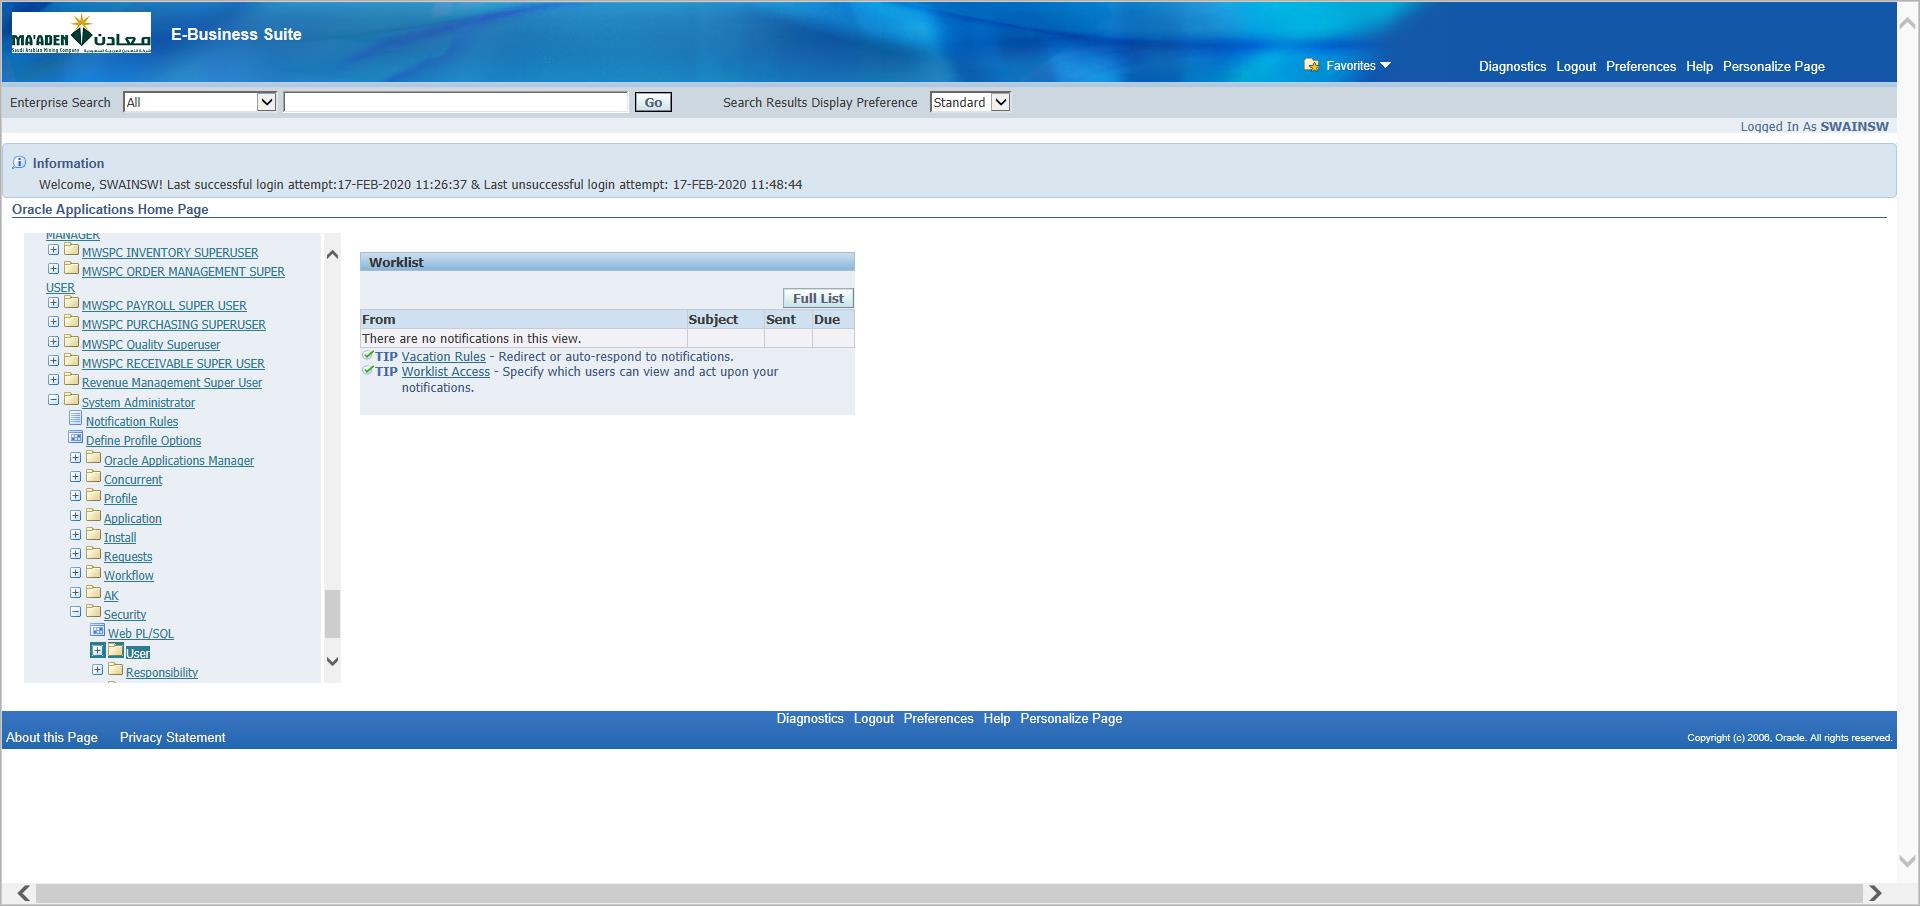 MA'ADEN معادن
Saudi Arabian Mining Company
E-Business Suite
Favorites
Diagnostics Logout Preferences Help Personalize Page
Enterprise Search All Go Search Results Display Preference Standard
Logged In As SWAINSW
Information
Welcome, SWAINSW! Last successful login attempt:17-FEB-2020 11:26:37 & Last unsuccessful login attempt: 17-FEB-2020 11:48:44
Oracle Applications Home Page
MANAGER
MWSPC INVENTORY SUPERUSER
MWSPC ORDER MANAGEMENT SUPER
USER
MWSPC PAYROLL SUPER USER
MWSPC PURCHASING SUPERUSER
MWSPC Quality Superuser
MWSPC RECEIVABLE SUPER USER
Revenue Management Super User
System Administrator
Notification Rules
Define Profile Options
Oracle Applications Manager
Concurrent
Profile
Application
Install
Requests
Workflow
AK
Security
Web PL/SQL
User
Responsibility
Worklist
Full List
From Subject Sent Due
There are no notifications in this view.
TIP Vacation Rules - Redirect or auto-respond to notifications.
TIP Worklist Access - Specify which users can view and act upon your
notifications.
Diagnostics Logout Preferences Help Personalize Page
About this Page Privacy Statement
Copyright (c) 2006, Oracle. All rights reserved.